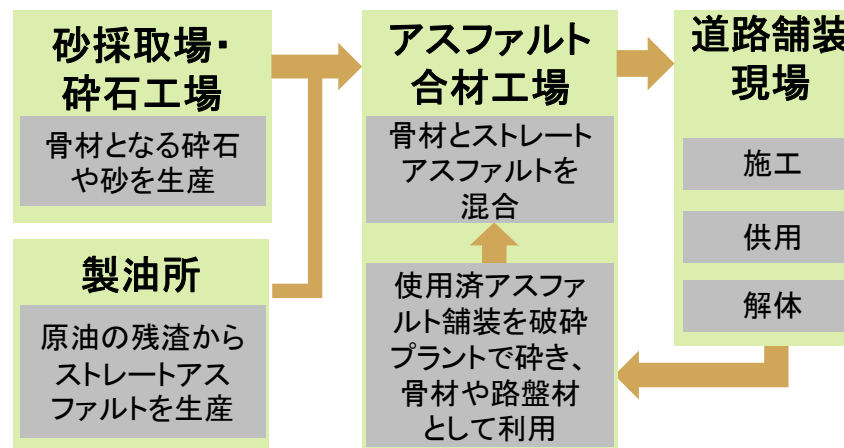 砂採取場・
砕石工場
骨材となる砕石
や砂を生産
製油所
原油の残渣から
ストレートアス
ファルトを生産
アスファルト
合材工場
骨材とストレート
アスファルトを
混合
使用済アスファ
ルト舗装を破砕
プラントで砕き、
骨材や路盤材
として利用
道路舗装
現場
施工
供用
解体